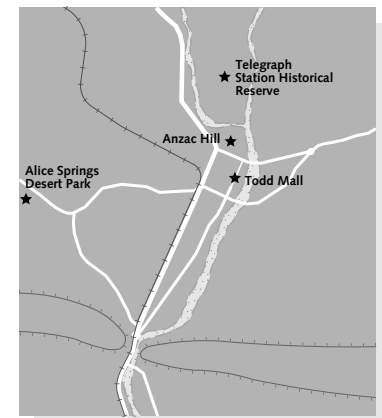 Telegraph
Station Historical
Reserve
Anzac Hill
Alice Springs
Desert Park
Todd Mall